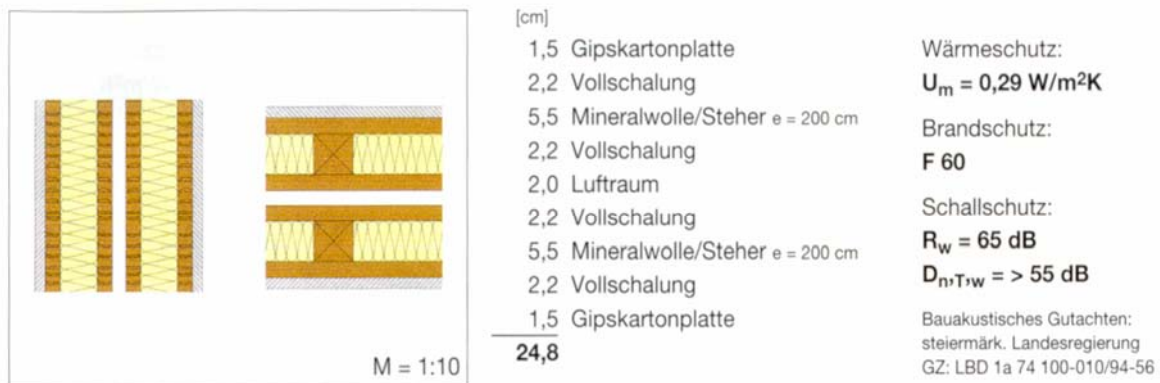 M = 1:10
[cm]
1,5 Gipskartonplatte
2,2 Vollschalung
5,5 Mineralwolle/Steher e = 200 cm
2,2 Vollschalung
2,0 Luftraum
2,2 Vollschalung
5,5 Mineralwolle/Steher e = 200 cm
2,2 Vollschalung
1,5 Gipskartonplatte
24,8
Wärmeschutz:
Um = 0,29 W/m²K
Brandschutz:
F 60
Schallschutz:
Rw = 65 dB
Dn,T,w = > 55 dB
Bauakustisches Gutachten:
steiermärk. Landesregierung
GZ: LBD 1a 74 100-010/94-56